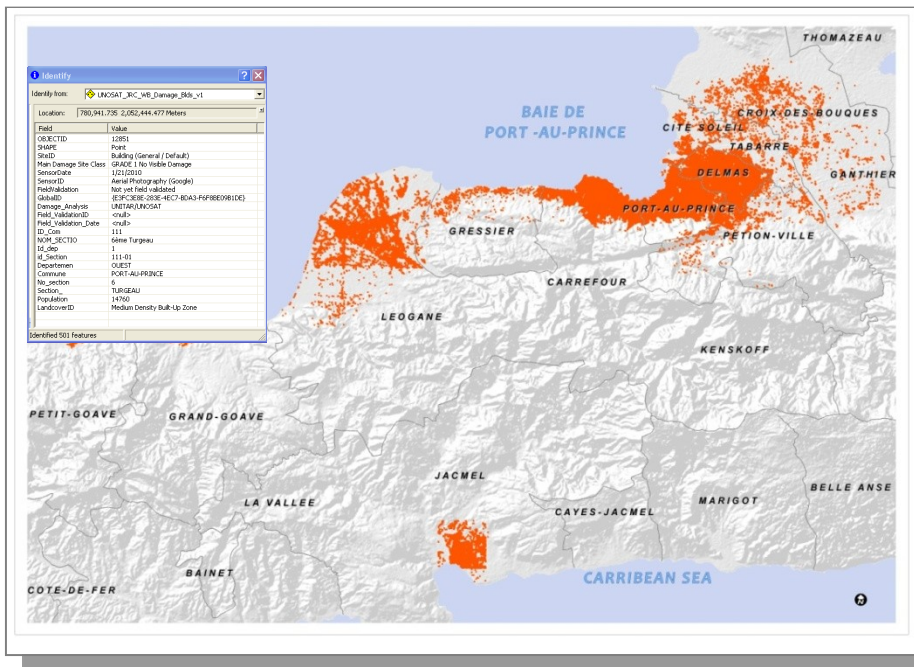 THOMAZEAU
Identify
Identify from: UNOSAT_JRC_WB_Damage_Blds_v1
Location: 780,941.735 2,052,444.477 Meters
Field Value
OBJECTID 12851
SHAPE Point
SiteID Building (General / Default)
Main Damage Site Class GRADE 1 No Visible Damage
SensorDate 1/21/2010
SensorID Aerial Photography (Google)
FieldValidation Not yet field validated
GlobalID {E3FC3E8E-283E-4EC7-BDA3-F6F8BE09B1DE}
Damage_Analysis UNITAR/UNOSAT
Field_ValidationID <null>
Field_Validation_Date <null>
ID_Com 111
NOM_SECTIO 6ème Turgeau
Id_dep 1
id_Section 111-01
Departemen OUEST
Commune PORT-AU-PRINCE
No_section 6
Section_ TURGEAU
Population 14760
LandcoverID Medium Density Built-Up Zone
Identified 501 features
BAIE DE
PORT -AU-PRINCE
CROIX-DES-BOUQUES
CITE SOLEIL
TABARRE
DELMAS
GANTHIER
PORT-AU-PRINCE
GRESSIER
PETION-VILLE
CARREFOUR
LEOGANE
KENSKOFF
PETIT-GOAVE
GRAND-GOAVE
JACMEL
BELLE ANSE
LA VALLEE
MARIGOT
CAYES-JACMEL
BAINET
CARRIBEAN SEA
COTE-DE-FER